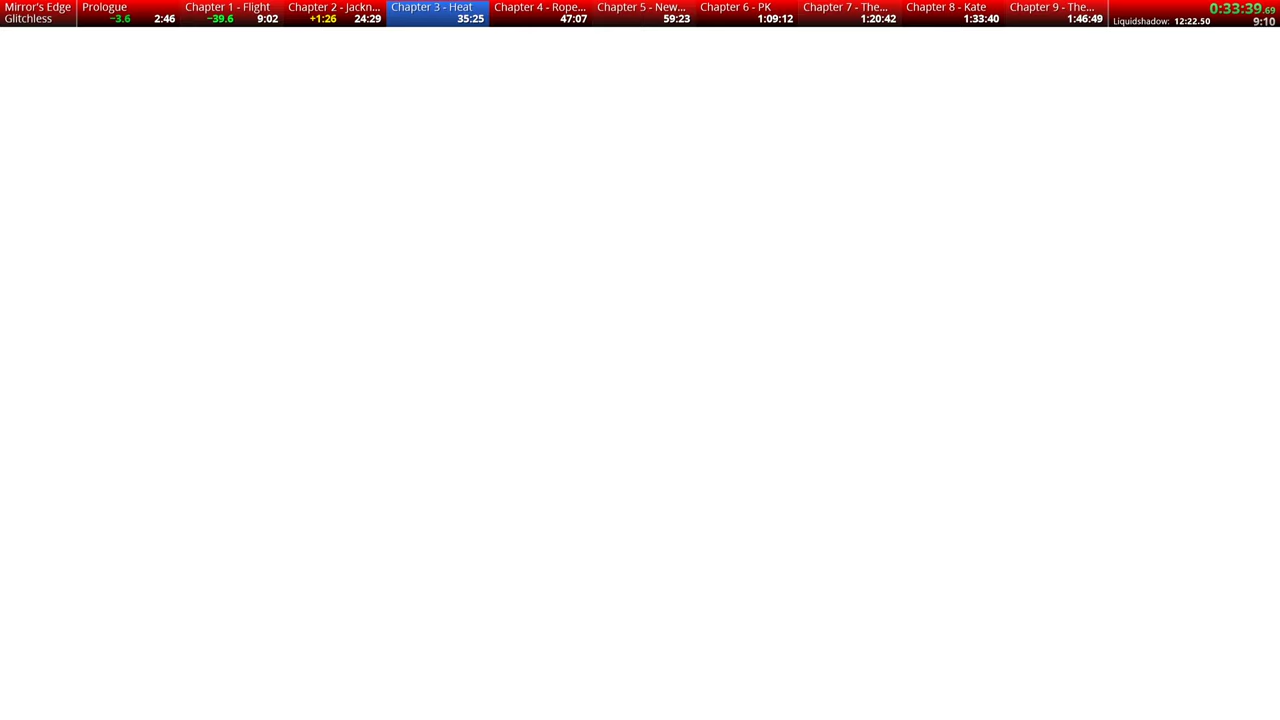 Mirror's Edge
Glitchless
Prologue
−3.6 2:46
Chapter 1 - Flight
−39.6 9:02
Chapter 2 - Jackn...
+1:26 24:29
Chapter 3 - Heat
35:25
Chapter 4 - Rope...
47:07
Chapter 5 - New...
59:23
Chapter 6 - PK
1:09:12
Chapter 7 - The...
1:20:42
Chapter 8 - Kate
1:33:40
Chapter 9 - The...
1:46:49
0:33:39.69
Liquidshadow: 12:22.50 9:10